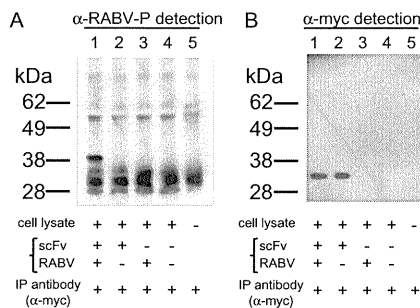 A
α-RABV-P detection
1 2 3 4 5
kDa
62
49
38
28
cell lysate + + + + -
scFv + + - - -
RABV + - + - -
IP antibody + + + + +
(α-myc)
B
α-myc detection
1 2 3 4 5
kDa
62
49
38
28
cell lysate + + + + -
scFv + + - - -
RABV + - + - -
IP antibody + + + + +
(α-myc)